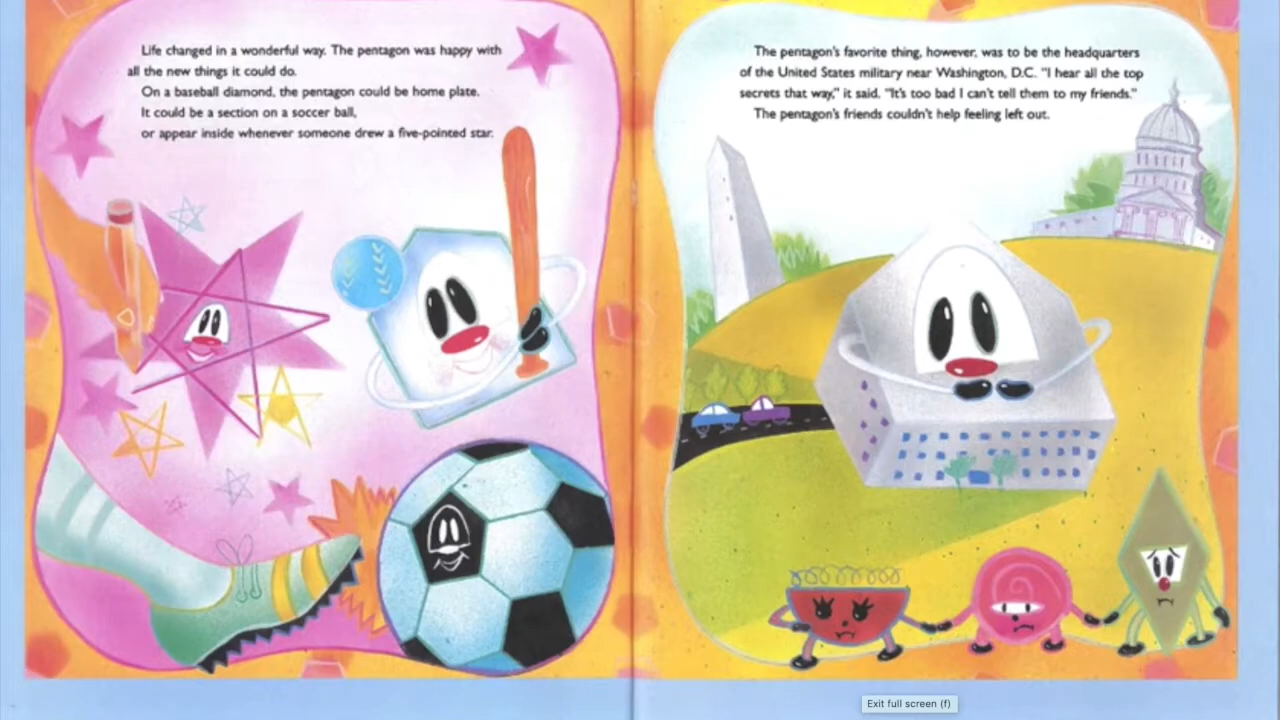 Life changed in a wonderful way. The pentagon was happy with
all the new things it could do.
On a baseball diamond, the pentagon could be home plate.
It could be a section on a soccer ball,
or appear inside whenever someone drew a five-pointed star.
The pentagon's favorite thing, however, was to be the headquarters
of the United States military near Washington, D.C. "I hear all the top
secrets that way," it said. "It's too bad I can't tell them to my friends."
The pentagon's friends couldn't help feeling left out.
Exit full screen (f)